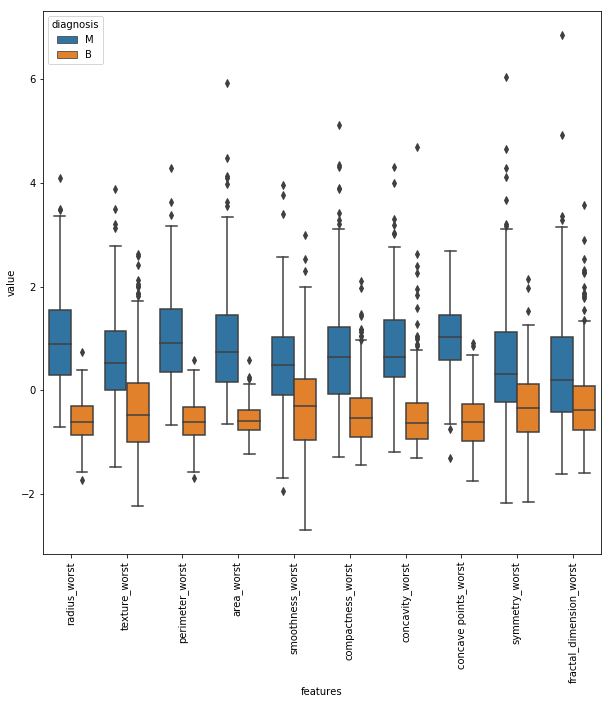 diagnosis
M
B
6
4
2
0
−2
value
radius_worst
texture_worst
perimeter_worst
area_worst
smoothness_worst
compactness_worst
concavity_worst
concave points_worst
symmetry_worst
fractal_dimension_worst
features